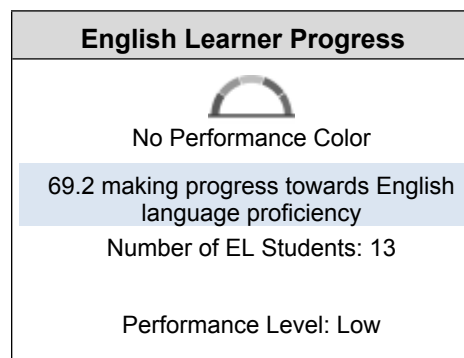 English Learner Progress
No Performance Color
69.2 making progress towards English
language proficiency
Number of EL Students: 13
Performance Level: Low